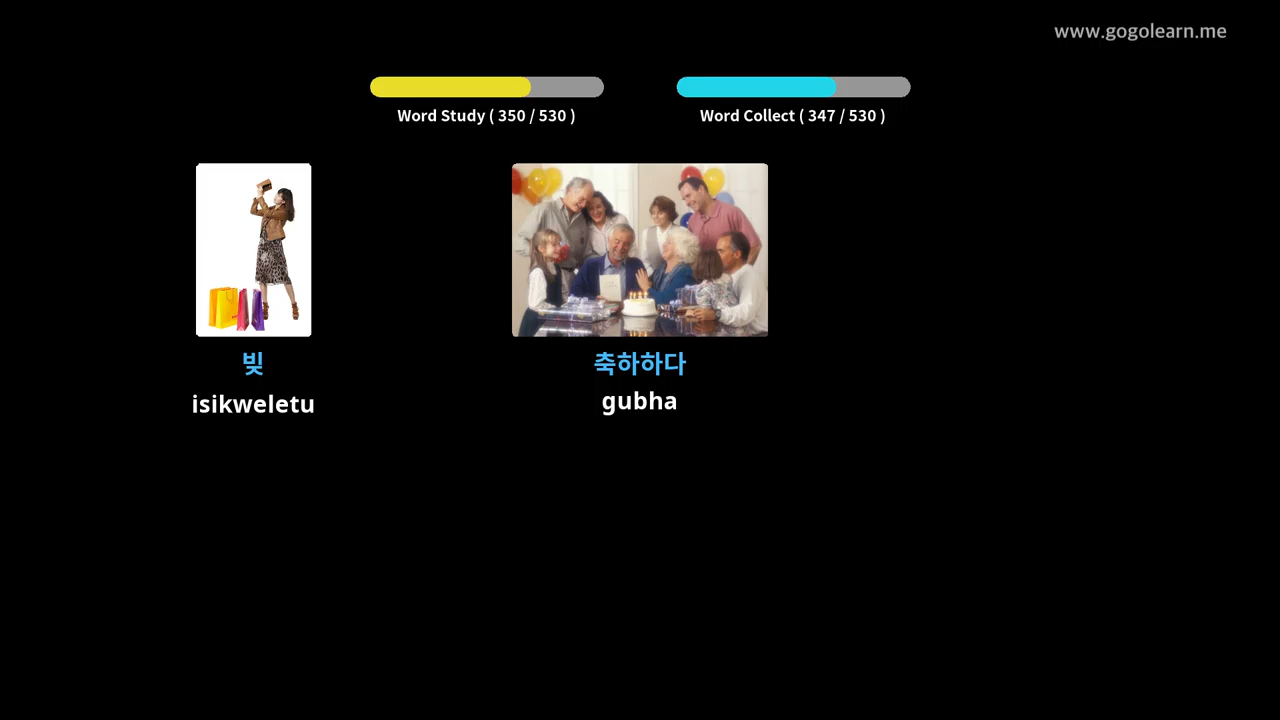 www.gogolearn.me
Word Study ( 350 / 530 )
Word Collect ( 347 / 530 )
빚
isikweletu
축하하다
gubha